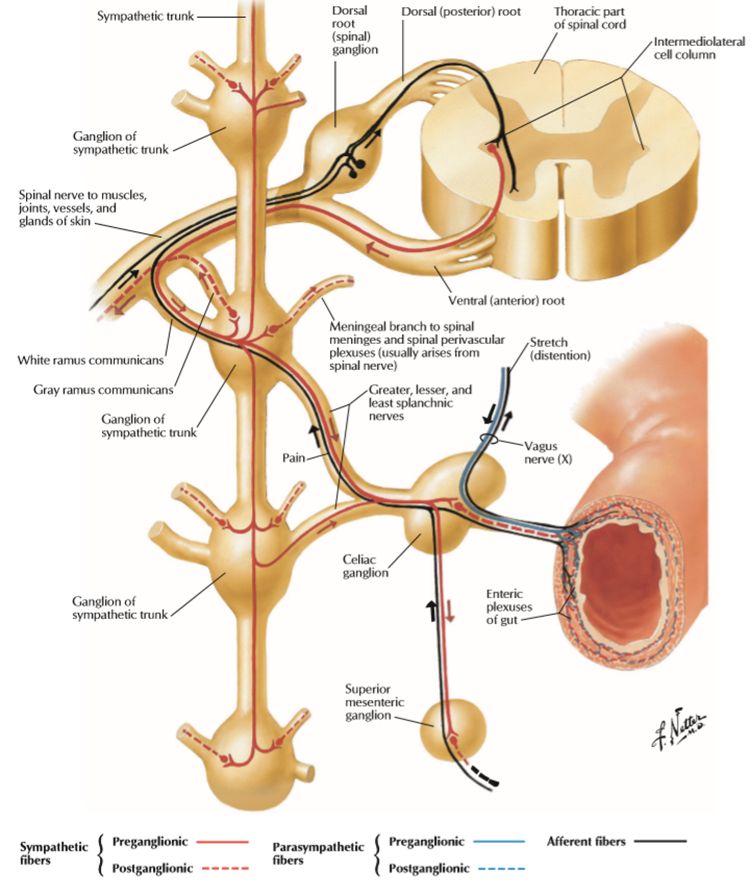 Sympathetic trunk
Dorsal
root
(spinal)
ganglion
Dorsal (posterior) root
Thoracic part
of spinal cord
Intermediolateral
cell column
Ganglion of
sympathetic trunk
Spinal nerve to muscles,
joints, vessels, and
glands of skin
Ventral (anterior) root
Meningeal branch to spinal
meninges and spinal perivascular
plexuses (usually arises from
spinal nerve)
Stretch
(distention)
White ramus communicans
Gray ramus communicans
Greater, lesser, and
least splanchnic
nerves
Ganglion of
sympathetic trunk
Pain
Vagus
nerve (X)
Celiac
ganglion
Enteric
plexuses
of gut
Ganglion of
sympathetic trunk
Superior
mesenteric
ganglion
F. Netter
M.D.
Sympathetic
fibers
Preganglionic
Postganglionic
Parasympathetic
fibers
Preganglionic
Postganglionic
Afferent fibers